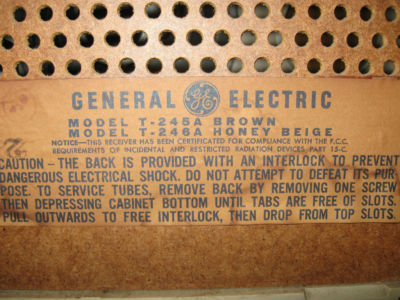 GENERAL GE ELECTRIC
MODEL T-245A BROWN
MODEL T-246A HONEY BEIGE
NOTICE—THIS RECEIVER HAS BEEN CERTIFIED FOR COMPLIANCE WITH THE F.C.C.
REQUIREMENTS OF INCIDENTAL AND RESTRICTED RADIATION DEVICES PART 15-C.
CAUTION - THE BACK IS PROVIDED WITH AN INTERLOCK TO PREVENT
DANGEROUS ELECTRICAL SHOCK. DO NOT ATTEMPT TO DEFEAT ITS PUR-
POSE. TO SERVICE TUBES, REMOVE BACK BY REMOVING ONE SCREW
THEN DEPRESSING CABINET BOTTOM UNTIL TABS ARE FREE OF SLOTS.
PULL OUTWARDS TO FREE INTERLOCK, THEN DROP FROM TOP SLOTS.